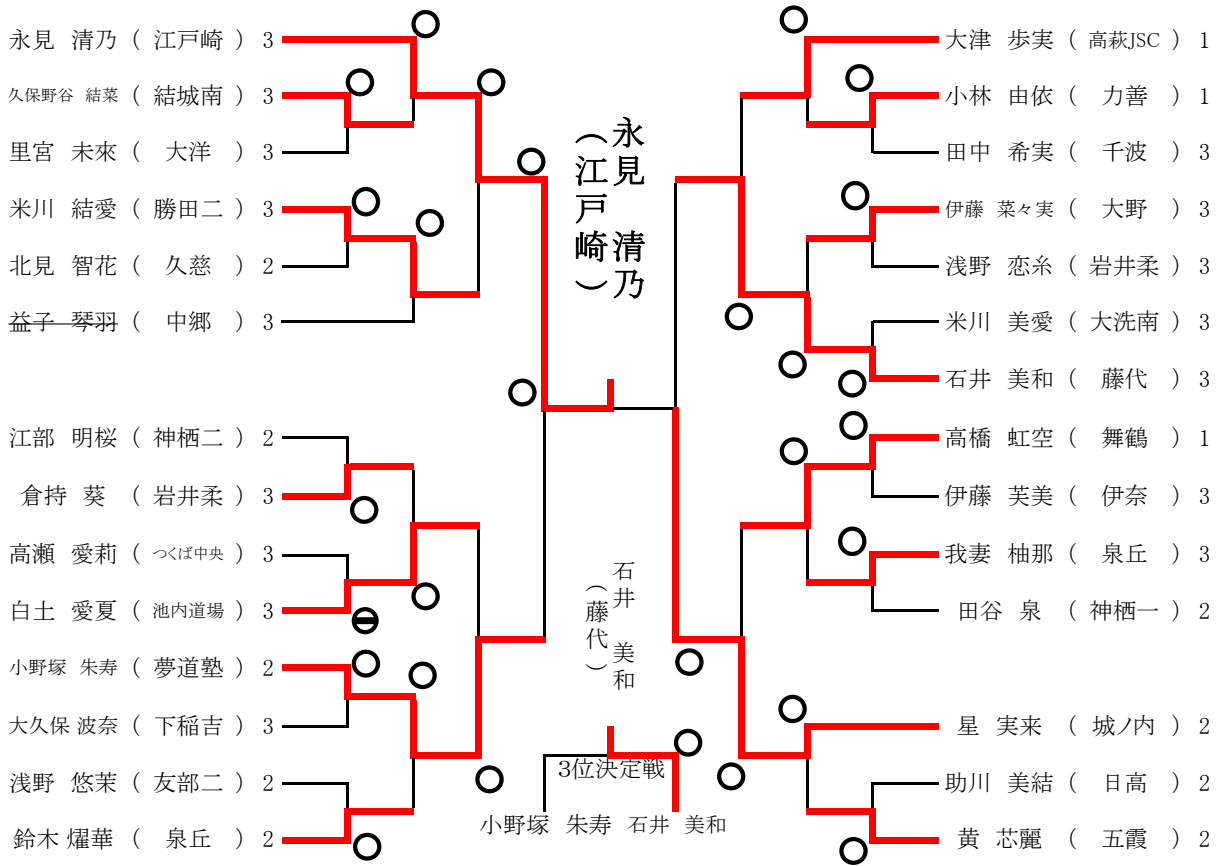 永見 清乃 ( 江戸崎 ) 3
久保野谷 結菜 ( 結城南 ) 3
里宮 未來 ( 大洋 ) 3
米川 結愛 ( 勝田二 ) 3
北見 智花 ( 久慈 ) 2
益子 琴羽 ( 中郷 ) 3
江部 明桜 ( 神栖二 ) 2
倉持 葵 ( 岩井柔 ) 3
高瀬 愛莉 ( つくば中央 ) 3
白土 愛夏 ( 池内道場 ) 3
小野塚 朱寿 ( 夢道塾 ) 2
大久保 波奈 ( 下稲吉 ) 3
浅野 悠茉 ( 友部二 ) 2
鈴木 燿華 ( 泉丘 ) 2
永見 清乃
(江戸崎)
石井 美和
(藤代)
3位決定戦
小野塚 朱寿 石井 美和
大津 歩実 ( 高萩JSC ) 1
小林 由依 ( 力善 ) 1
田中 希実 ( 千波 ) 3
伊藤 菜々実 ( 大野 ) 3
浅野 恋糸 ( 岩井柔 ) 3
米川 美愛 ( 大洗南 ) 3
石井 美和 ( 藤代 ) 3
高橋 虹空 ( 舞鶴 ) 1
伊藤 芙美 ( 伊奈 ) 3
我妻 柚那 ( 泉丘 ) 3
田谷 泉 ( 神栖一 ) 2
星 実来 ( 城ノ内 ) 2
助川 美結 ( 日高 ) 2
黄 芯麗 ( 五霞 ) 2